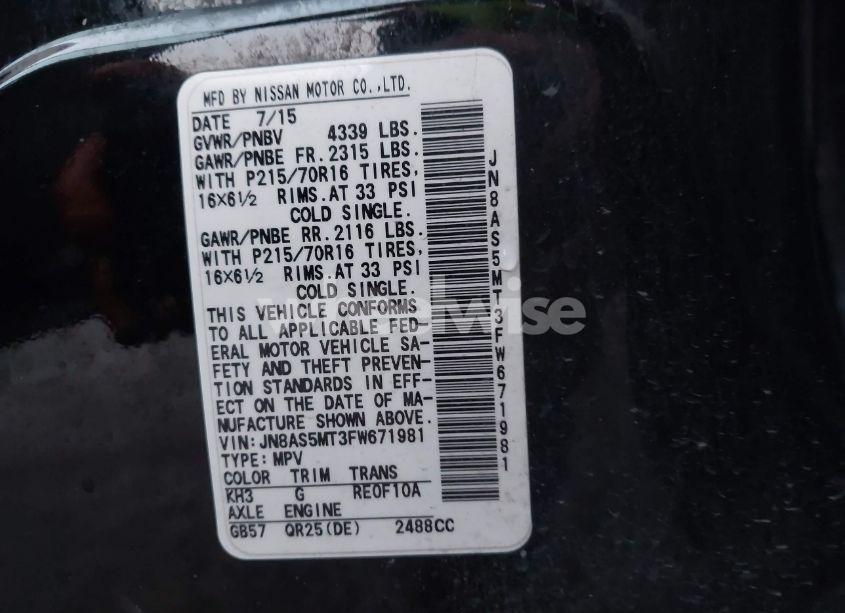 MFD BY NISSAN MOTOR CO.,LTD.
DATE 7/15
GVWR/PNBV 4339 LBS.
GAWR/PNBE FR. 2315 LBS.
WITH P215/70R16 TIRES,
16×6½ RIMS. AT 33 PSI
COLD SINGLE.
GAWR/PNBE RR. 2116 LBS.
WITH P215/70R16 TIRES,
16×6½ RIMS. AT 33 PSI
COLD SINGLE.
THIS VEHICLE CONFORMS
TO ALL APPLICABLE FED-
ERAL MOTOR VEHICLE SA-
FETY AND THEFT PREVEN-
TION STANDARDS IN EFF-
ECT ON THE DATE OF MA-
NUFACTURE SHOWN ABOVE.
VIN: JN8AS5MT3FW671981
TYPE: MPV
COLOR TRIM TRANS
KH3 G RE0F10A
AXLE ENGINE
GB57 QR25(DE) 2488CC
JN8AS5MT3FW671981